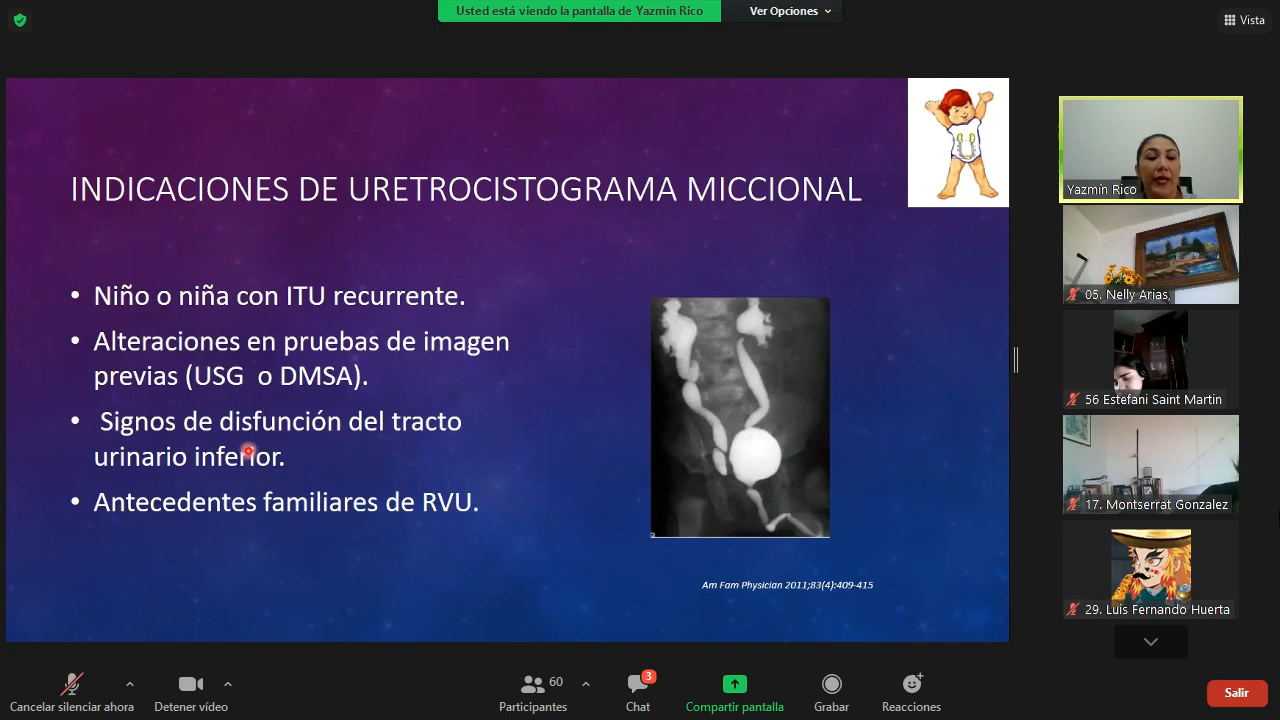 Usted está viendo la pantalla de Yazmín Rico
Ver Opciones
Vista
INDICACIONES DE URETROCISTOGRAMA MICCIONAL
• Niño o niña con ITU recurrente.
• Alteraciones en pruebas de imagen
previas (USG o DMSA).
• Signos de disfunción del tracto
urinario inferior.
• Antecedentes familiares de RVU.
Am Fam Physician 2011;83(4):409-415
Yazmín Rico
05. Nelly Arias,
56 Estefani Saint Martin
17. Montserrat Gonzalez
29. Luis Fernando Huerta
Cancelar silenciar ahora
Detener vídeo
60
Participantes
3
Chat
Compartir pantalla
Grabar
Reacciones
Salir